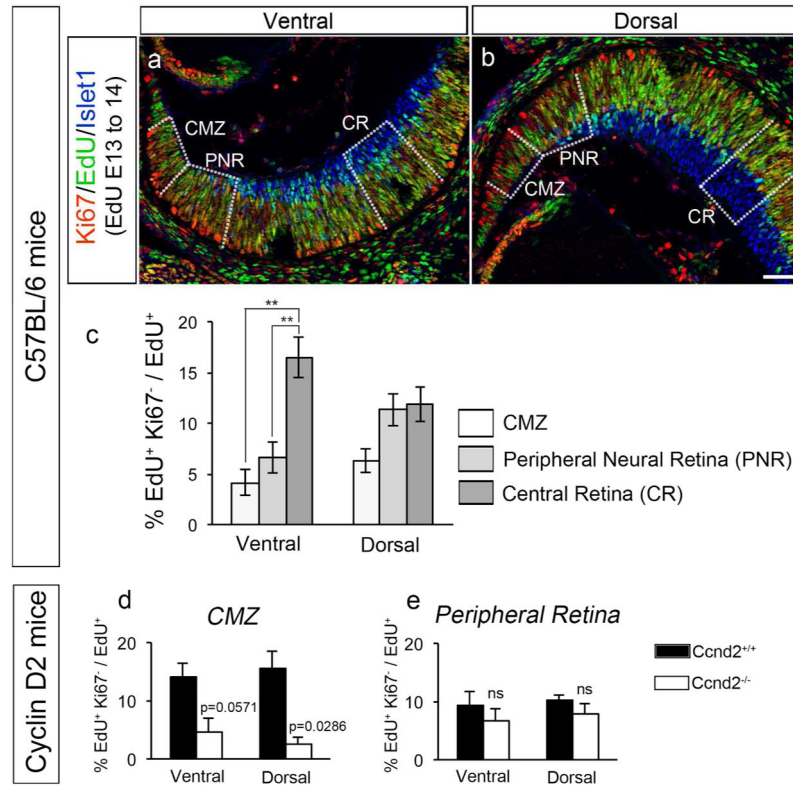 Ventral
Dorsal
C57BL/6 mice
Ki67/EdU/Islet1
(EdU E13 to 14)
a
CMZ
PNR
CR
b
PNR
CMZ
CR
c
% EdU⁺ Ki67⁻ / EdU⁺
20
15
10
5
0
**
**
Ventral
Dorsal
CMZ
Peripheral Neural Retina (PNR)
Central Retina (CR)
Cyclin D2 mice
d
CMZ
% EdU⁺ Ki67⁻ / EdU⁺
20
10
0
p=0.0571
p=0.0286
Ventral
Dorsal
e
Peripheral Retina
% EdU⁺ Ki67⁻ / EdU⁺
20
10
0
ns
ns
Ventral
Dorsal
Ccnd2⁺/⁺
Ccnd2⁻/⁻